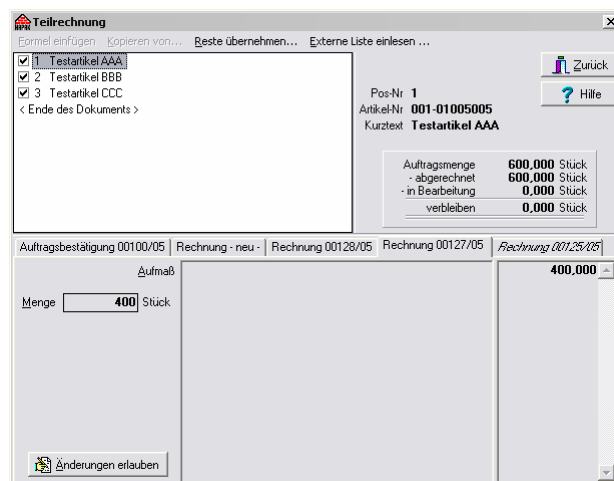 Teilrechnung
Formel einfügen Kopieren von... Reste übernehmen... Externe Liste einlesen ...
1 Testartikel AAA
2 Testartikel BBB
3 Testartikel CCC
< Ende des Dokuments >
Zurück
Hilfe
Pos-Nr 1
Artikel-Nr 001-01005005
Kurztext Testartikel AAA
Auftragsmenge 600,000 Stück
- abgerechnet 600,000 Stück
- in Bearbeitung 0,000 Stück
verbleiben 0,000 Stück
Auftragsbestätigung 00100/05 Rechnung - neu - Rechnung 00128/05 Rechnung 00127/05 Rechnung 00125/05
Aufmaß
400,000
Menge 400 Stück
Änderungen erlauben